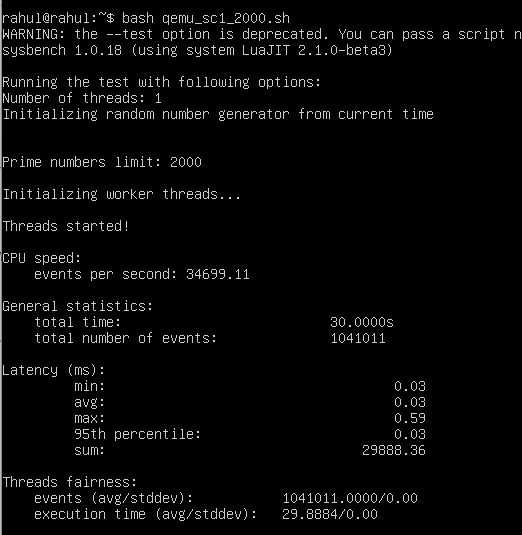 rahul@rahul:~$ bash qemu_sc1_2000.sh
WARNING: the --test option is deprecated. You can pass a script n
sysbench 1.0.18 (using system LuaJIT 2.1.0-beta3)
Running the test with following options:
Number of threads: 1
Initializing random number generator from current time
Prime numbers limit: 2000
Initializing worker threads...
Threads started!
CPU speed:
events per second: 34699.11
General statistics:
total time: 30.0000s
total number of events: 1041011
Latency (ms):
min: 0.03
avg: 0.03
max: 0.59
95th percentile: 0.03
sum: 29888.36
Threads fairness:
events (avg/stddev): 1041011.0000/0.00
execution time (avg/stddev): 29.8884/0.00